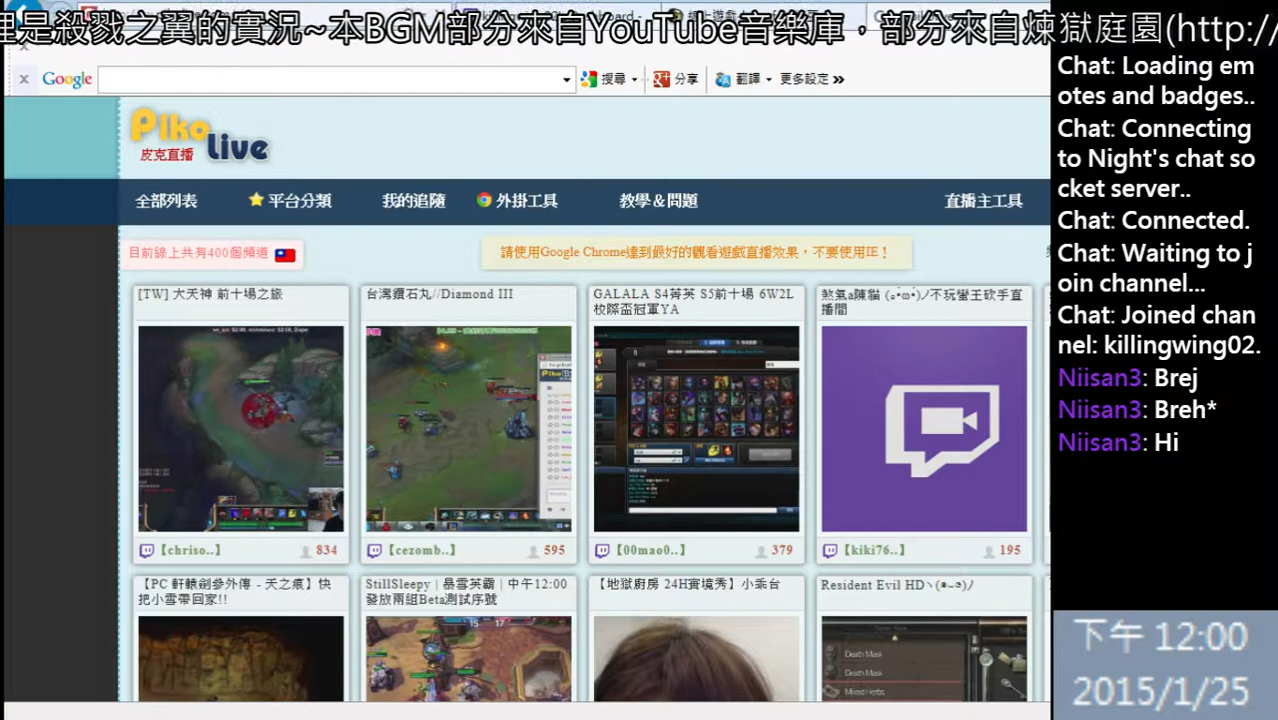 里是殺戮之翼的實況~本BGM部分來自YouTube音樂庫，部分來自煉獄庭園(http://
Google
搜尋
分享
翻譯
更多設定
Piko Live
皮克直播
全部列表
平台分類
我的追隨
外掛工具
教學&問題
直播主工具
目前線上共有400個頻道
請使用Google Chrome達到最好的觀看遊戲直播效果，不要使用IE！
[TW] 大天神 前十場之旅
台灣鑽石丸//Diamond III
GALALA S4菁英 S5前十場 6W2L
校際盃冠軍YA
不玩蠻王砍手直
播間
【chriso..】
834
【cezomb..】
595
【00mao0..】
379
【kiki76..】
195
【PC 軒轅劍參外傳 - 天之痕】快
把小雪帶回家!!
StillSleepy | 暴雪英霸 | 中午12:00
發放兩組Beta測試序號
【地獄廚房 24H實境秀】小乖台
Resident Evil HD
15
17
Death Mask
Death Mask
Mixed Herbs
Chat: Loading em
otes and badges..
Chat: Connecting
to Night's chat so
cket server..
Chat: Connected.
Chat: Waiting to j
oin channel...
Chat: Joined chan
nel: killingwing02.
Niisan3: Brej
Niisan3: Breh*
Niisan3: Hi
下午 12:00
2015/1/25